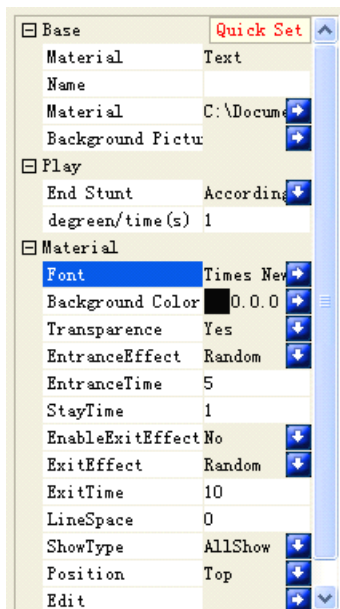 Base Quick Set
Material Text
Name
Material C:\Docume
Background Pictu
Play
End Stunt According
degreen/time(s) 1
Material
Font Times New
Background Color 0.0.0
Transparence Yes
EntranceEffect Random
EntranceTime 5
StayTime 1
EnableExitEffect No
ExitEffect Random
ExitTime 10
LineSpace 0
ShowType AllShow
Position Top
Edit